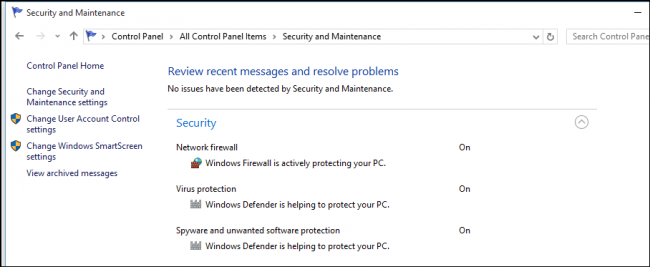 Security and Maintenance
Control Panel > All Control Panel Items > Security and Maintenance
Search Control Pane
Control Panel Home
Change Security and
Maintenance settings
Change User Account Control
settings
Change Windows SmartScreen
settings
View archived messages
Review recent messages and resolve problems
No issues have been detected by Security and Maintenance.
Security
Network firewall On
Windows Firewall is actively protecting your PC.
Virus protection On
Windows Defender is helping to protect your PC.
Spyware and unwanted software protection On
Windows Defender is helping to protect your PC.